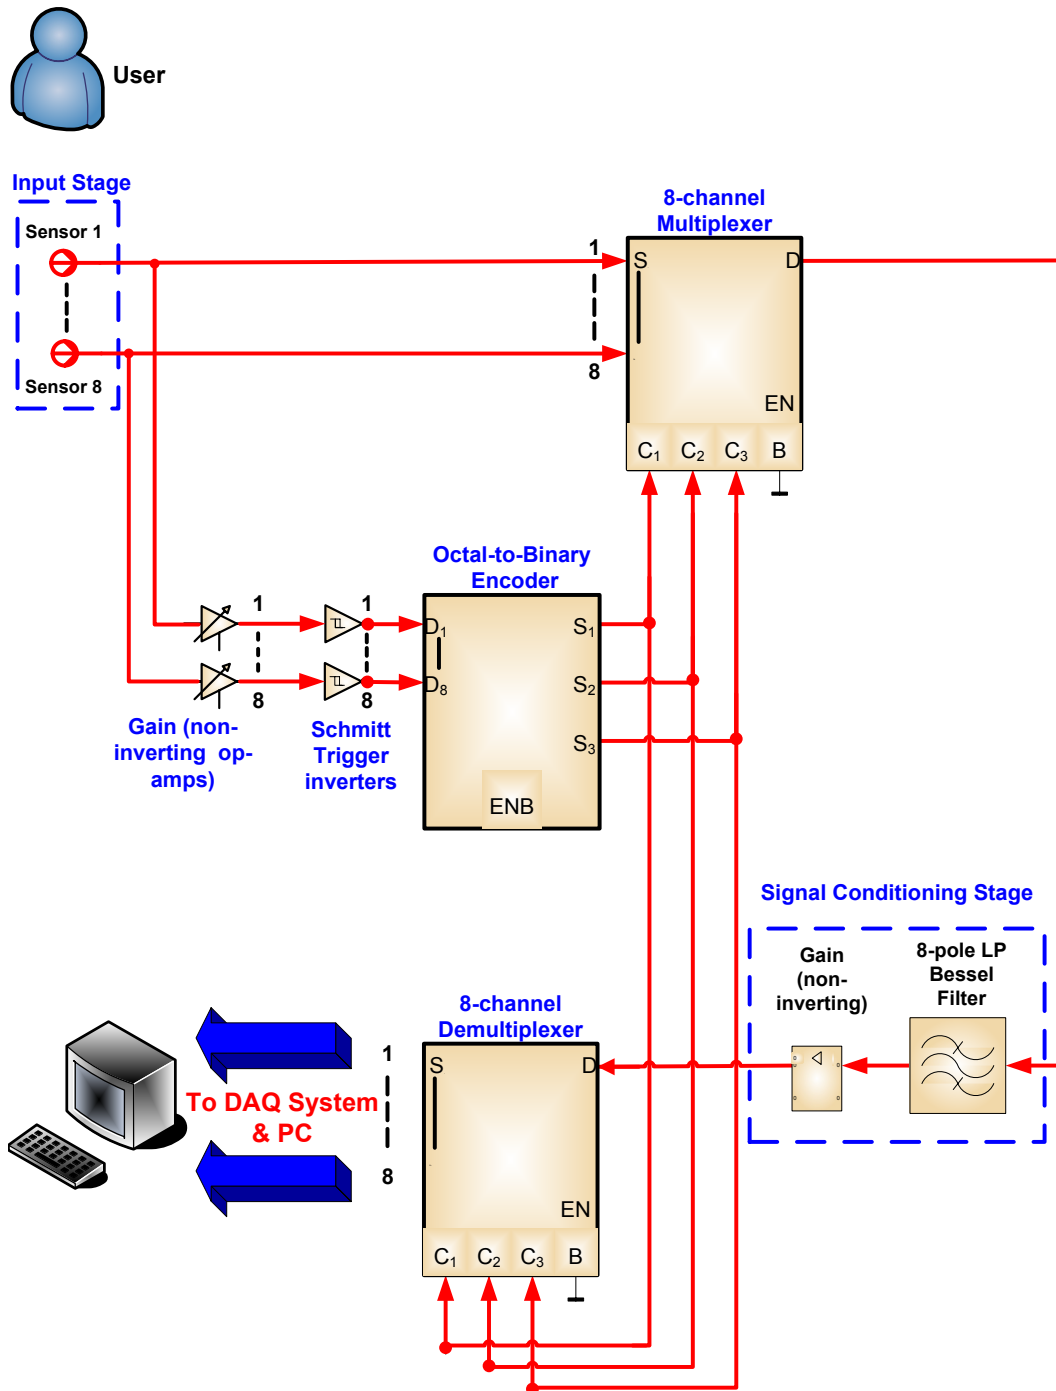 User
Input Stage
Sensor 1
Sensor 8
8-channel
Multiplexer
1
8
S
D
EN
C₁ C₂ C₃ B
Octal-to-Binary
Encoder
1
8
1
8
D₁
D₈
S₁
S₂
S₃
ENB
Gain (non-
inverting op-
amps)
Schmitt
Trigger
inverters
Signal Conditioning Stage
Gain
(non-
inverting)
8-pole LP
Bessel
Filter
8-channel
Demultiplexer
S
D
EN
C₁ C₂ C₃ B
1
8
To DAQ System
& PC